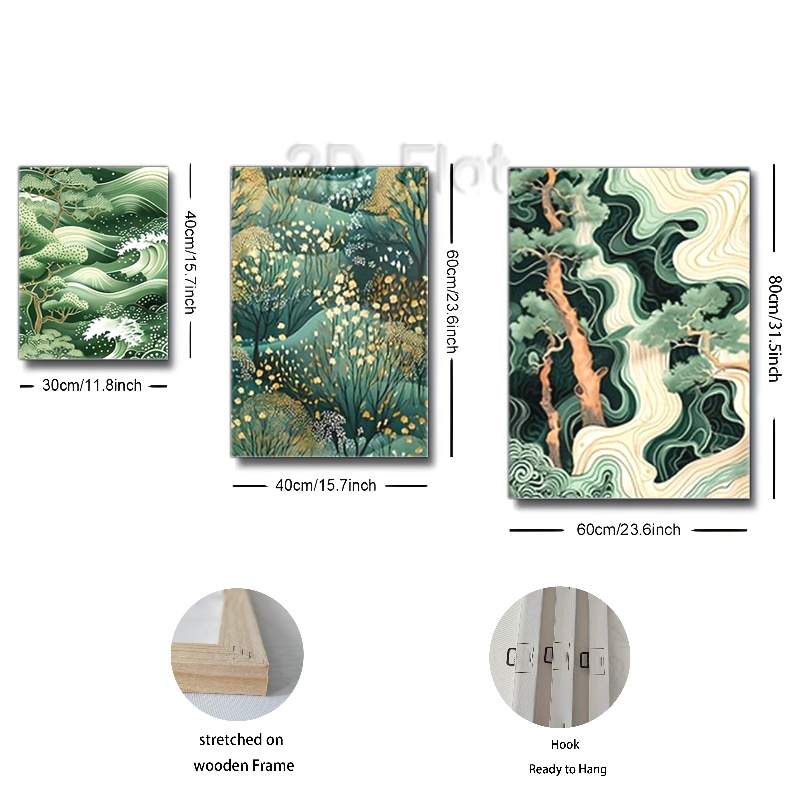 2D Flat
40cm/15.7inch
30cm/11.8inch
60cm/23.6inch
40cm/15.7inch
80cm/31.5inch
60cm/23.6inch
stretched on
wooden Frame
Hook
Ready to Hang